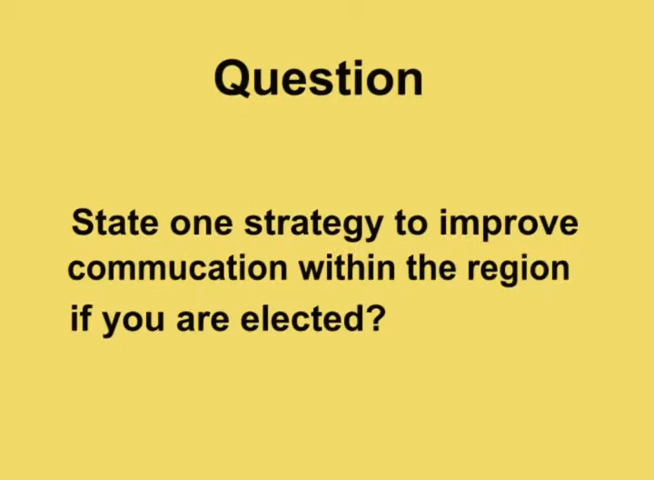 Question
State one strategy to improve
commucation within the region
if you are elected?